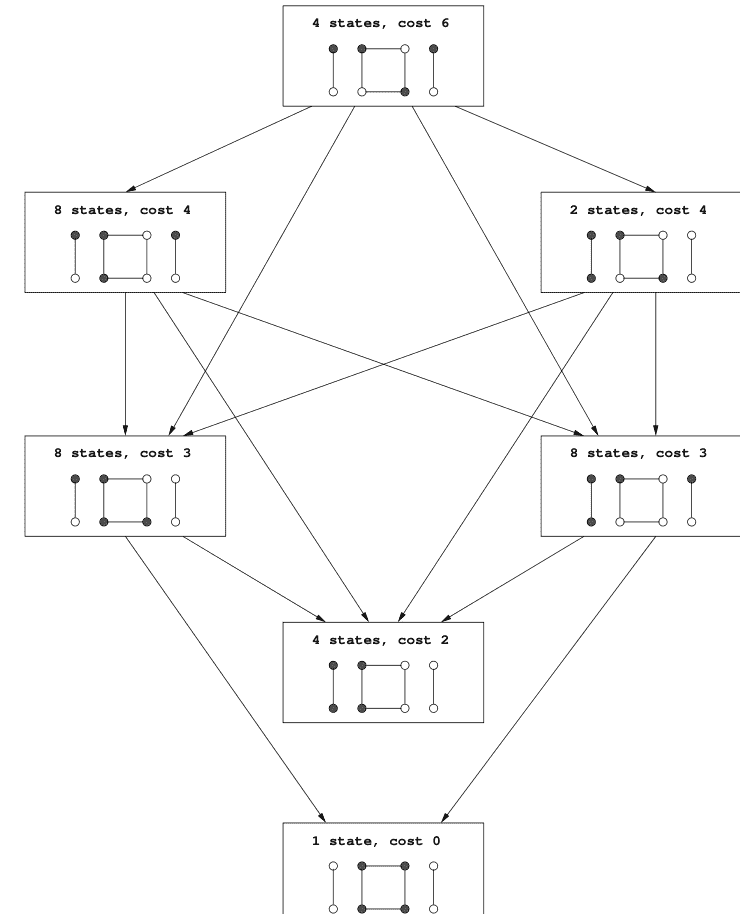 4 states, cost 6
8 states, cost 4
2 states, cost 4
8 states, cost 3
8 states, cost 3
4 states, cost 2
1 state, cost 0